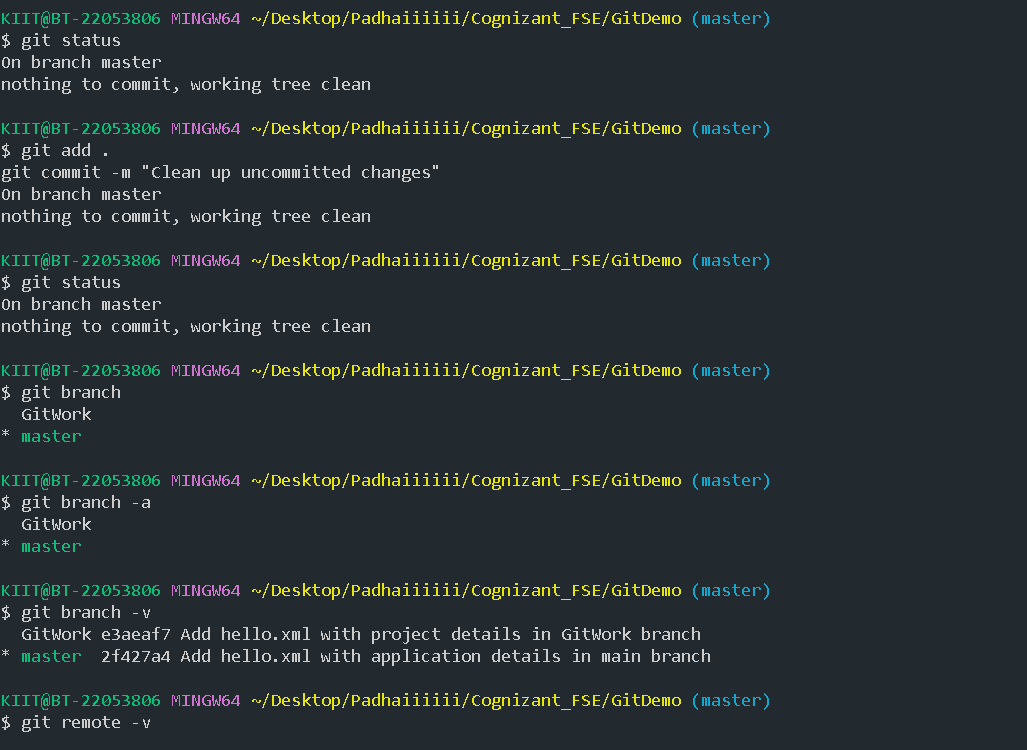 KIIT@BT-22053806 MINGW64 ~/Desktop/Padhaiiiiii/Cognizant_FSE/GitDemo (master)
$ git status
On branch master
nothing to commit, working tree clean
KIIT@BT-22053806 MINGW64 ~/Desktop/Padhaiiiiii/Cognizant_FSE/GitDemo (master)
$ git add .
git commit -m "Clean up uncommitted changes"
On branch master
nothing to commit, working tree clean
KIIT@BT-22053806 MINGW64 ~/Desktop/Padhaiiiiii/Cognizant_FSE/GitDemo (master)
$ git status
On branch master
nothing to commit, working tree clean
KIIT@BT-22053806 MINGW64 ~/Desktop/Padhaiiiiii/Cognizant_FSE/GitDemo (master)
$ git branch
  GitWork
* master
KIIT@BT-22053806 MINGW64 ~/Desktop/Padhaiiiiii/Cognizant_FSE/GitDemo (master)
$ git branch -a
  GitWork
* master
KIIT@BT-22053806 MINGW64 ~/Desktop/Padhaiiiiii/Cognizant_FSE/GitDemo (master)
$ git branch -v
  GitWork e3aeaf7 Add hello.xml with project details in GitWork branch
* master  2f427a4 Add hello.xml with application details in main branch
KIIT@BT-22053806 MINGW64 ~/Desktop/Padhaiiiiii/Cognizant_FSE/GitDemo (master)
$ git remote -v